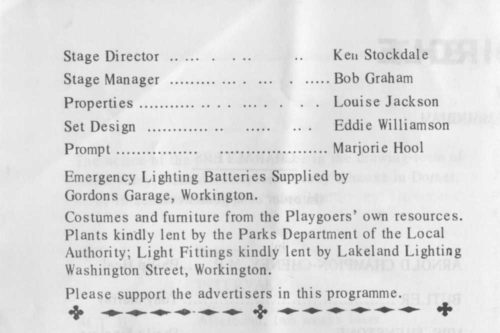 Stage Director .. ... . . .. .. Ken Stockdale
Stage Manager .......... ... . ... . ..... Bob Graham
Properties ............ .. . ... .. . . . Louise Jackson
Set Design ............ .. ..... .. . Eddie Williamson
Prompt ...................................... Marjorie Hool
Emergency Lighting Batteries Supplied by
Gordons Garage, Workington.
Costumes and furniture from the Playgoers' own resources.
Plants kindly lent by the Parks Department of the Local
Authority; Light Fittings kindly lent by Lakeland Lighting
Washington Street, Workington.
Please support the advertisers in this programme.